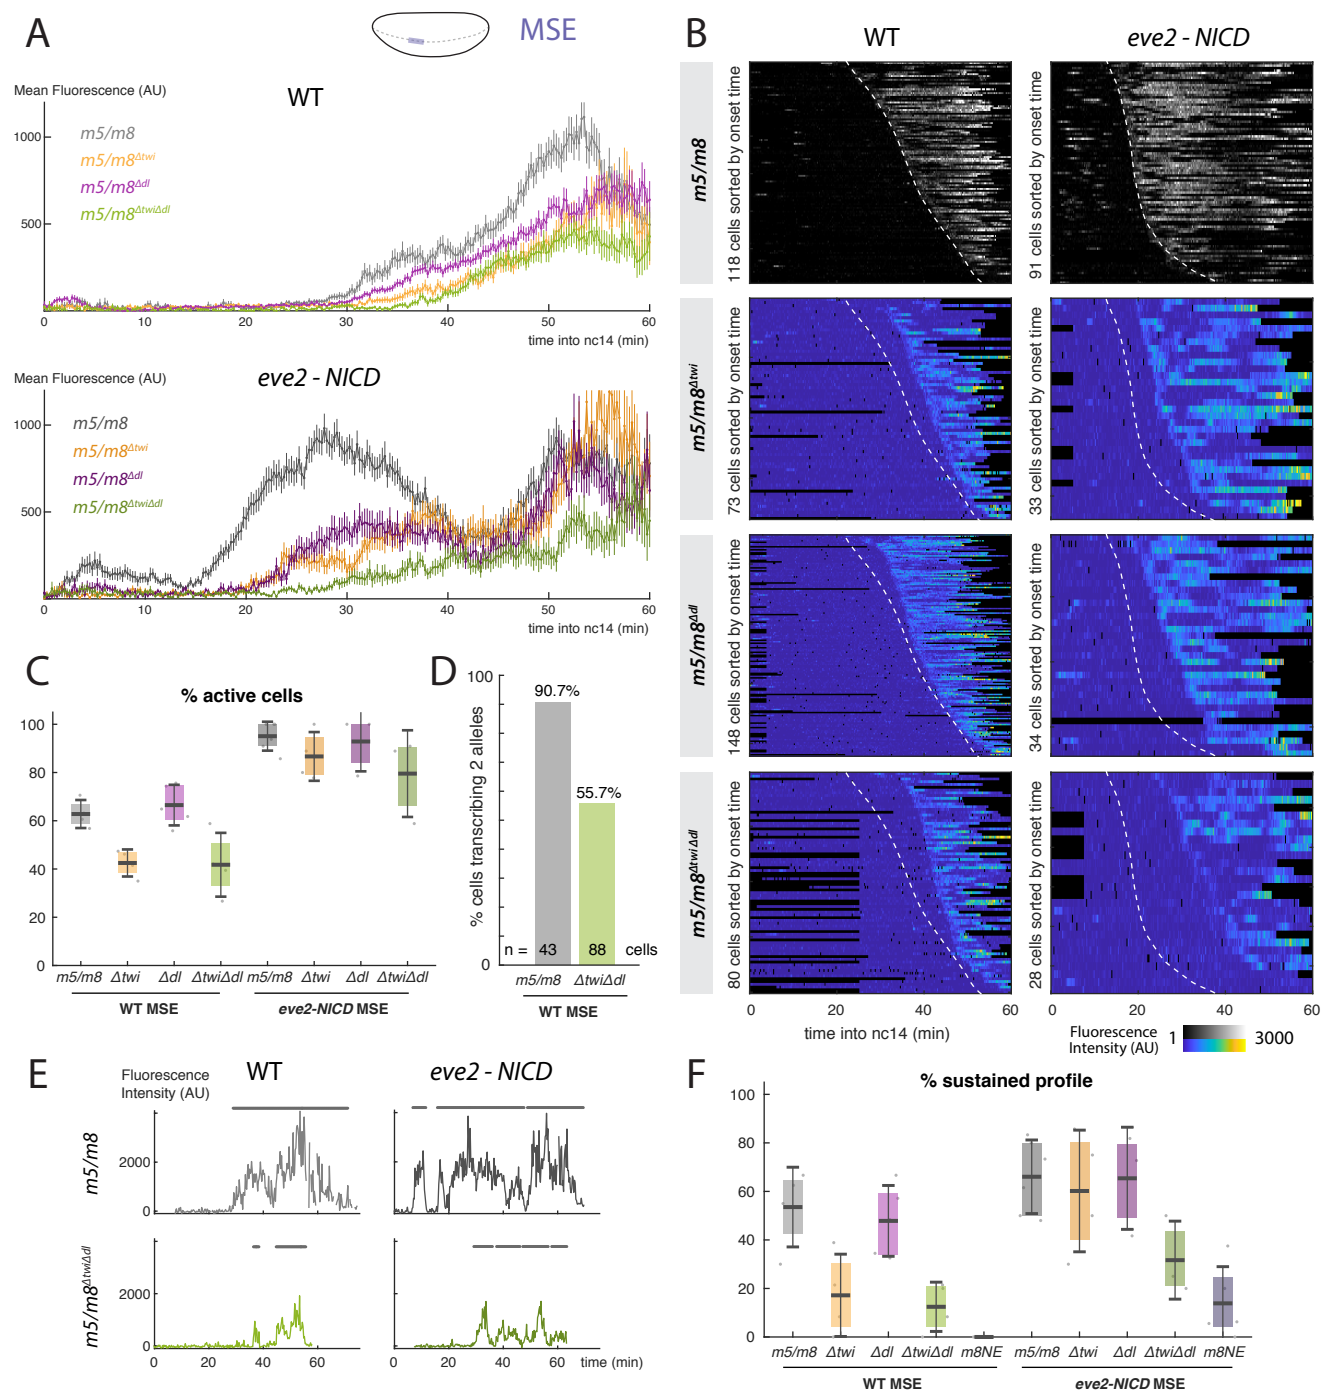 A
MSE
WT
Mean Fluorescence (AU)
m5/m8
m5/m8Δtwi
m5/m8Δdl
m5/m8ΔtwiΔdl
1000
500
0 10 20 30 40 50 60
time into nc14 (min)
eve2 - NICD
Mean Fluorescence (AU)
m5/m8
m5/m8Δtwi
m5/m8Δdl
m5/m8ΔtwiΔdl
1000
500
0 10 20 30 40 50 60
time into nc14 (min)
B
WT eve2 - NICD
m5/m8
118 cells sorted by onset time
91 cells sorted by onset time
m5/m8Δtwi
73 cells sorted by onset time
33 cells sorted by onset time
m5/m8Δdl
148 cells sorted by onset time
34 cells sorted by onset time
m5/m8Δtwi Δdl
80 cells sorted by onset time
28 cells sorted by onset time
0 20 40 60 0 20 40 60
time into nc14 (min)
Fluorescence
Intensity (AU)
1 3000
C
% active cells
100
80
60
40
20
0
m5/m8 Δtwi Δdl ΔtwiΔdl m5/m8 Δtwi Δdl ΔtwiΔdl
WT MSE eve2-NICD MSE
D
% cells transcribing 2 alleles
100
0
90.7%
55.7%
n = 43 88 cells
m5/m8 ΔtwiΔdl
WT MSE
E
WT eve2 - NICD
Fluorescence
Intensity (AU)
m5/m8
2000
0
0 20 40 60 0 20 40 60
m5/m8ΔtwiΔdl
2000
0
0 20 40 60 0 20 40 60 time (min)
F
% sustained profile
100
80
60
40
20
0
m5/m8 Δtwi Δdl ΔtwiΔdl m8NE m5/m8 Δtwi Δdl ΔtwiΔdl m8NE
WT MSE eve2-NICD MSE